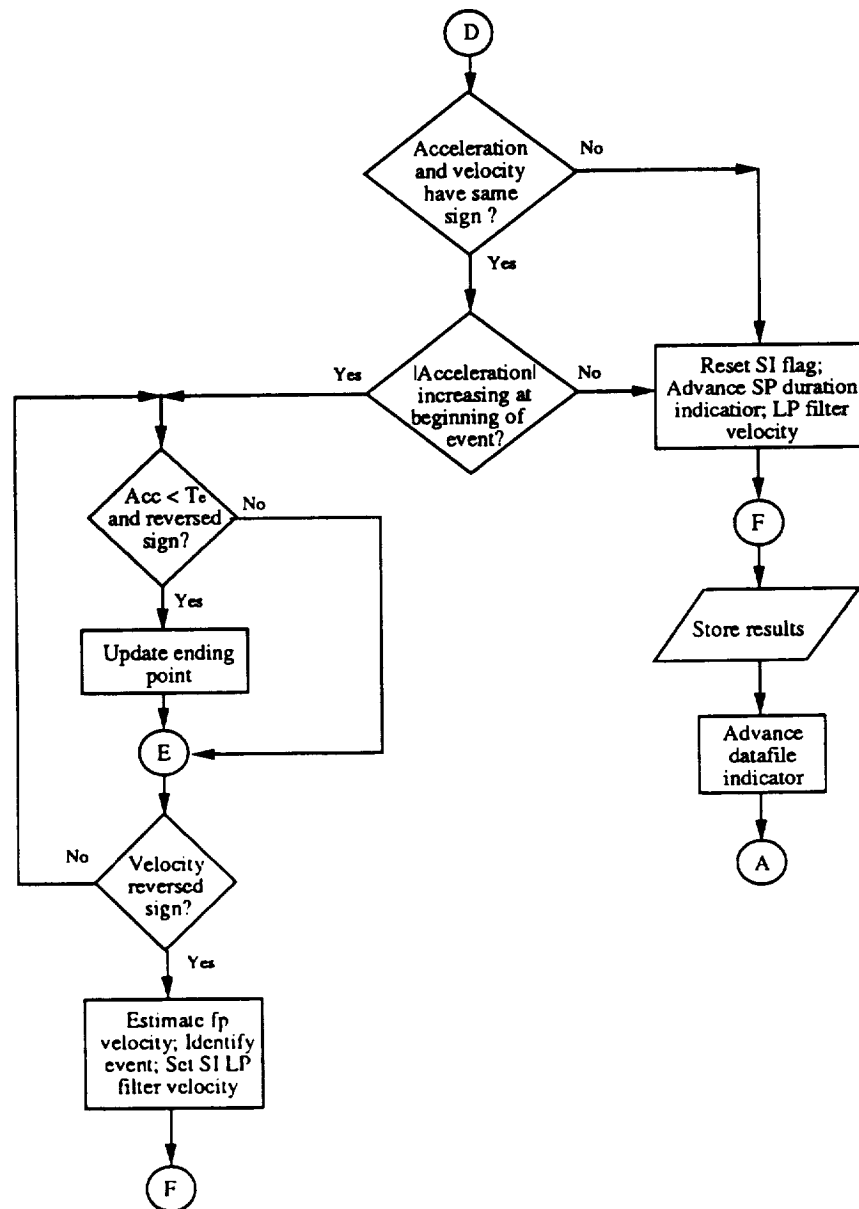 D
Acceleration
and velocity
have same
sign ?
No
Yes
|Acceleration|
increasing at
beginning of
event?
Yes
No
Reset SI flag;
Advance SP duration
indicatior; LP filter
velocity
Acc < Te
and reversed
sign?
No
Yes
F
Update ending
point
Store results
E
Advance
datafile
indicator
No
Velocity
reversed
sign?
A
Yes
Estimate fp
velocity; Identify
event; Set SI LP
filter velocity
F